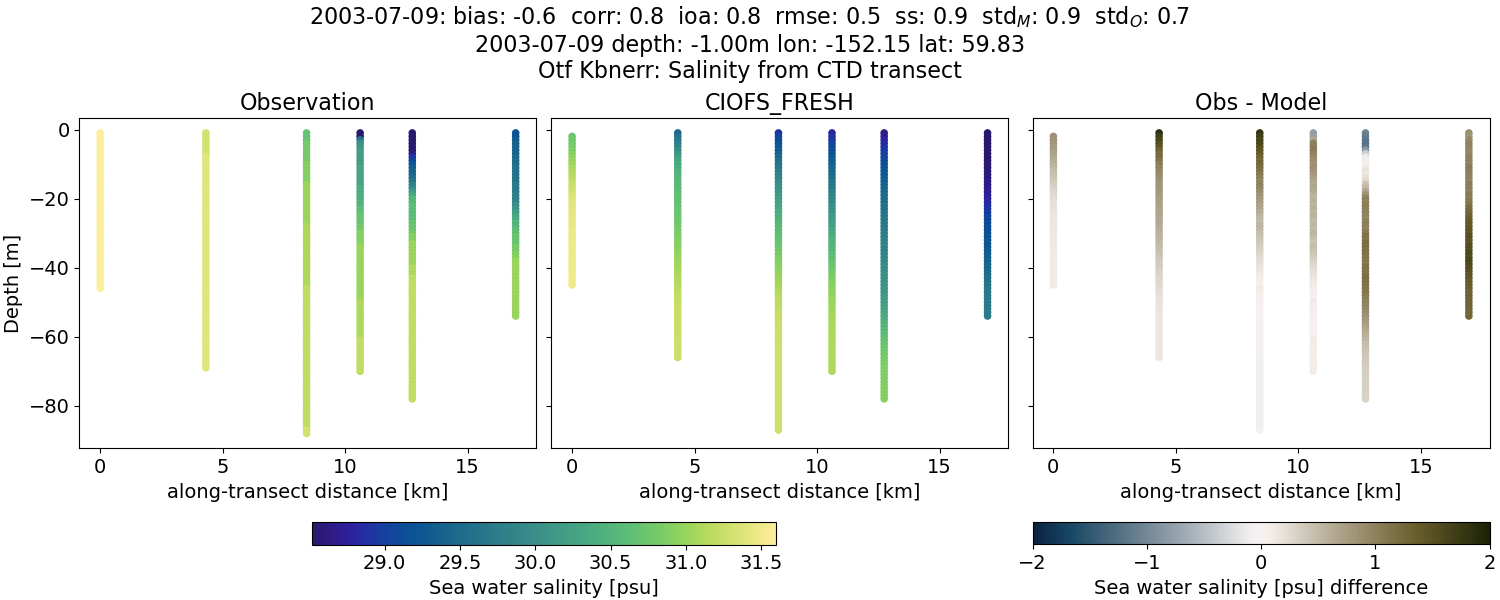 2003-07-09: bias: -0.6  corr: 0.8  ioa: 0.8  rmse: 0.5  ss: 0.9  std_M: 0.9  std_O: 0.7
2003-07-09 depth: -1.00m lon: -152.15 lat: 59.83
Otf Kbnerr: Salinity from CTD transect
Observation
CIOFS_FRESH
Obs - Model
0
−20
−40
−60
−80
Depth [m]
0 5 10 15
0 5 10 15
0 5 10 15
along-transect distance [km]
along-transect distance [km]
along-transect distance [km]
29.0 29.5 30.0 30.5 31.0 31.5
Sea water salinity [psu]
−2 −1 0 1 2
Sea water salinity [psu] difference